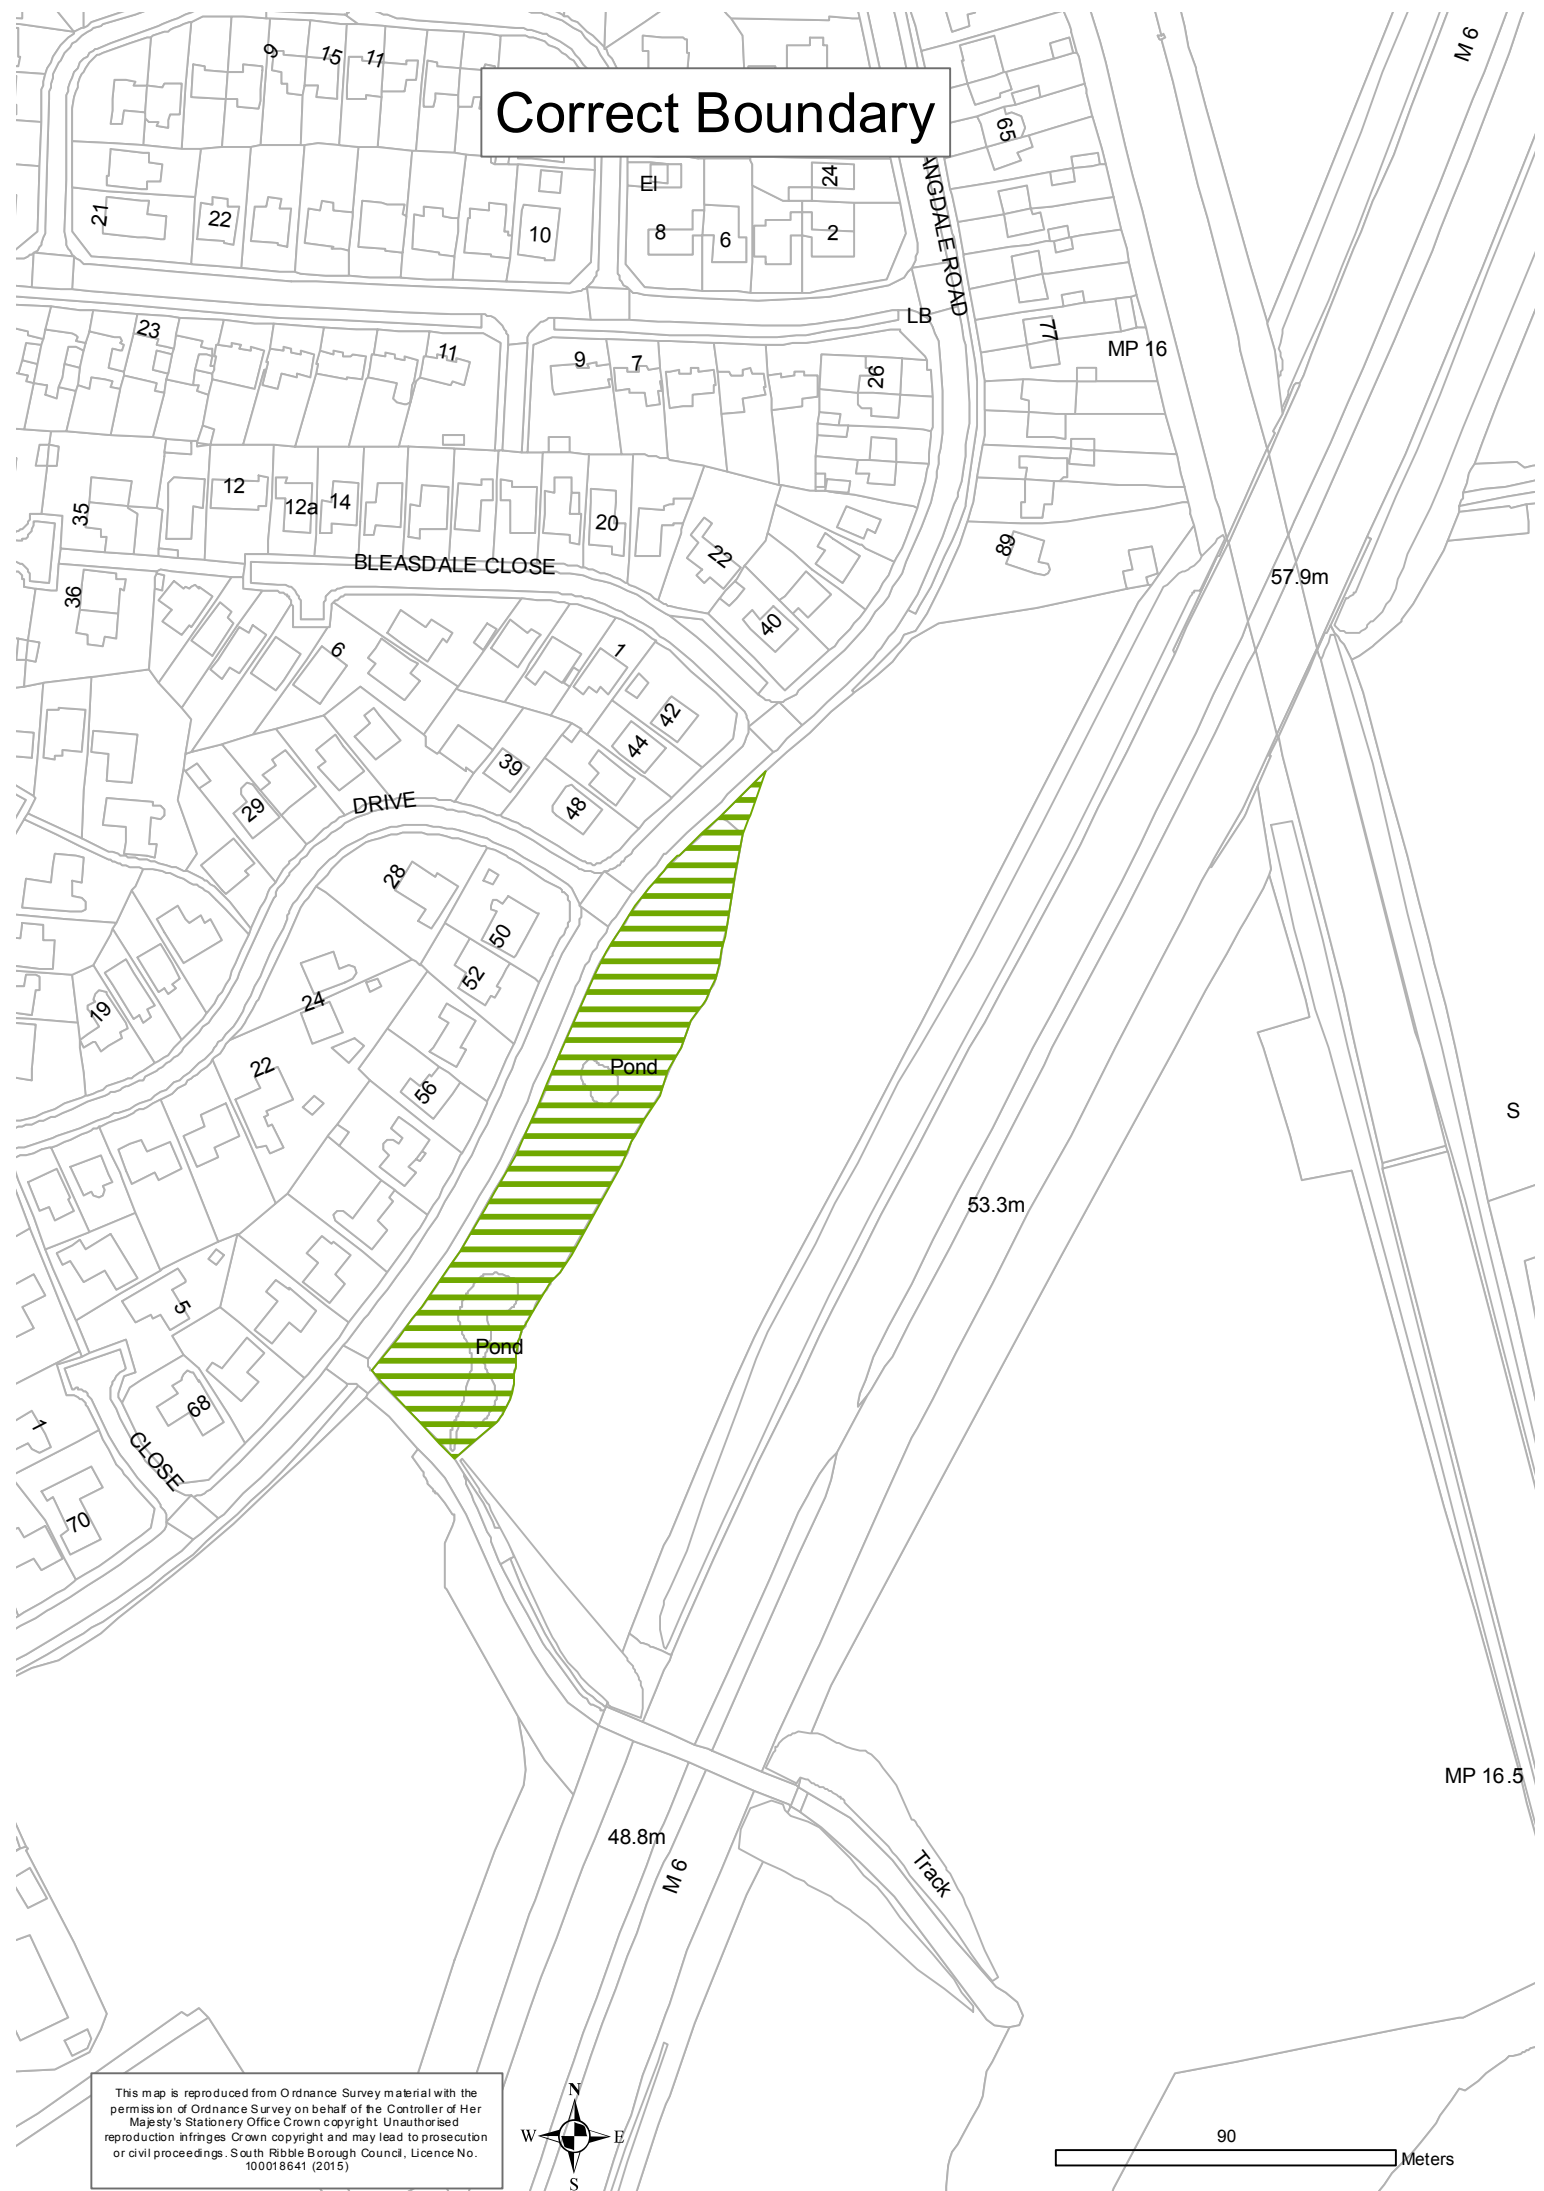 M 6
9
15
11
Correct Boundary
65
El
24
ANGDALE ROAD
21
22
10
8
6
2
LB
23
11
9
7
26
77
MP 16
12
12a
14
20
35
BLEASDALE CLOSE
22
89
57.9m
36
40
6
1
42
44
39
48
29
DRIVE
28
50
52
24
19
22
56
Pond
S
53.3m
5
Pond
68
1
CLOSE
70
MP 16.5
48.8m
M 6
Track
This map is reproduced from Ordnance Survey material with the
permission of Ordnance Survey on behalf of the Controller of Her
Majesty's Stationery Office Crown copyright. Unauthorised
reproduction infringes Crown copyright and may lead to prosecution
or civil proceedings. South Ribble Borough Council, Licence No.
100018641 (2015)
N
W
E
S
90
Meters